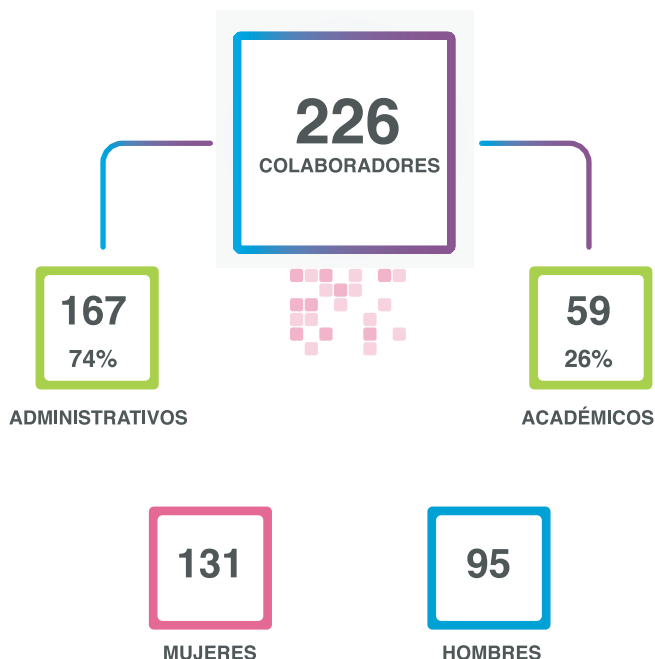 226
COLABORADORES
167
74%
ADMINISTRATIVOS
59
26%
ACADÉMICOS
131
MUJERES
95
HOMBRES